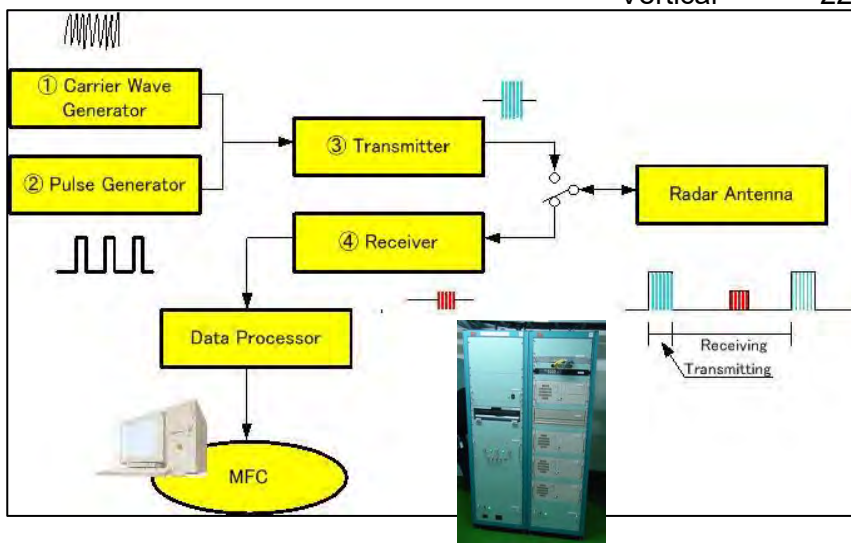 Vertical 22
① Carrier Wave
Generator
③ Transmitter
② Pulse Generator
Radar Antenna
④ Receiver
Data Processor
Receiving
Transmitting
MFC